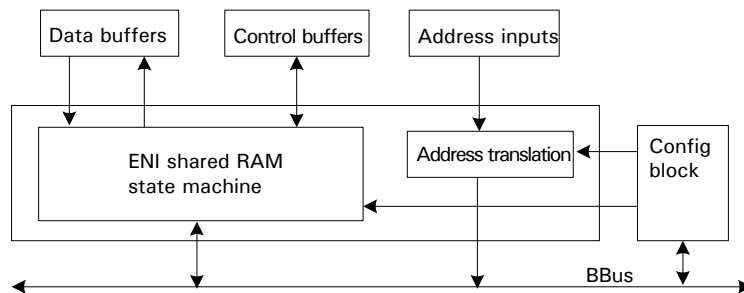 Data buffers
Control buffers
Address inputs
ENI shared RAM
state machine
Address translation
Config
block
BBus